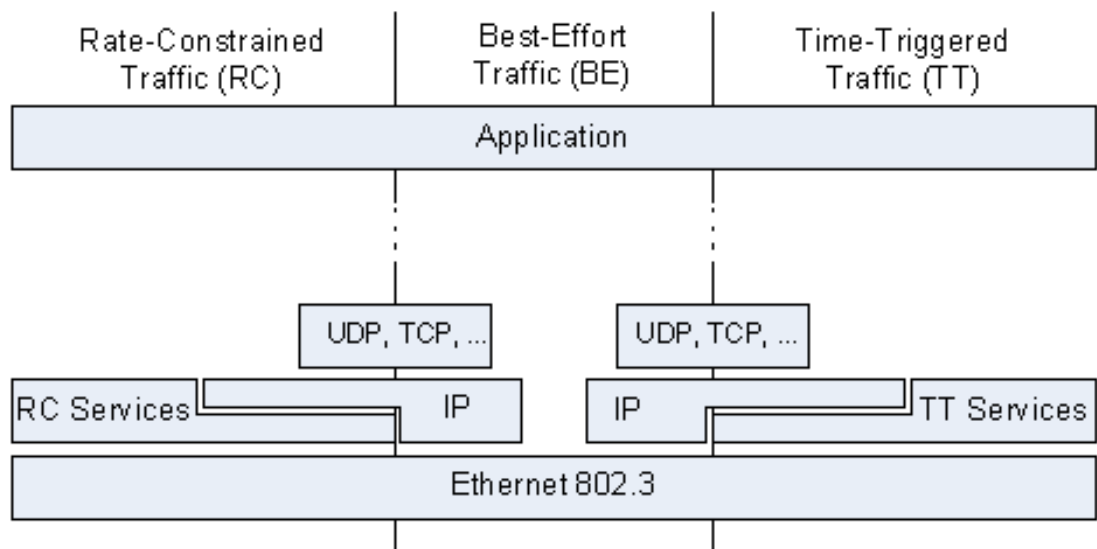 Rate-Constrained
Traffic (RC)
Best-Effort
Traffic (BE)
Time-Triggered
Traffic (TT)
Application
UDP, TCP, ...
UDP, TCP, ...
RC Services
IP
IP
TT Services
Ethernet 802.3